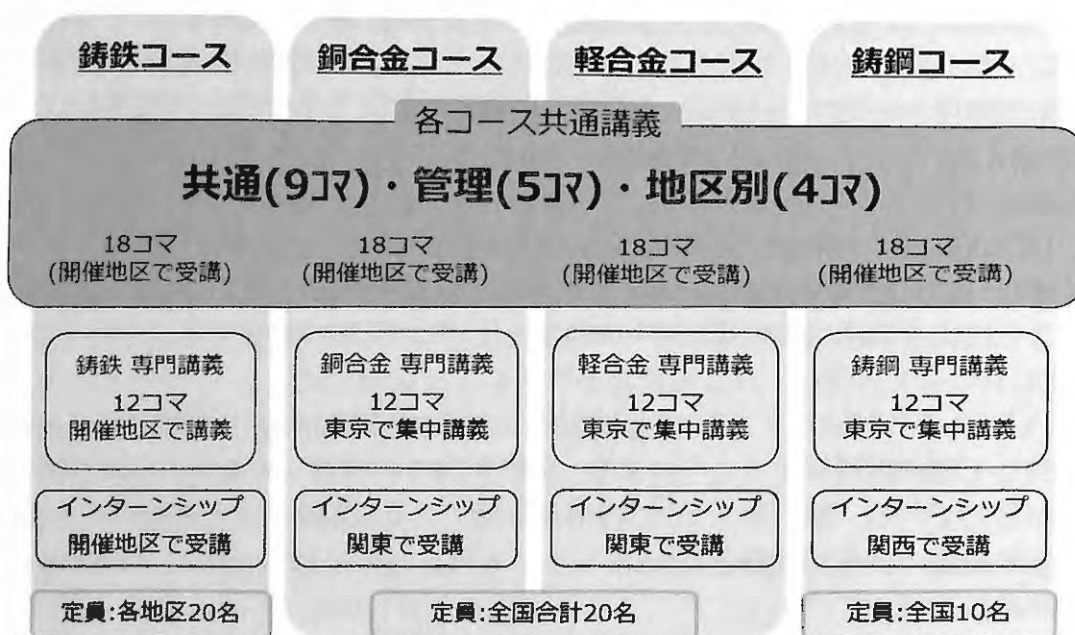 鋳鉄コース
銅合金コース
軽合金コース
鋳鋼コース
各コース共通講義
共通(9コマ)・管理(5コマ)・地区別(4コマ)
18コマ
(開催地区で受講)
18コマ
(開催地区で受講)
18コマ
(開催地区で受講)
18コマ
(開催地区で受講)
鋳鉄 専門講義
12コマ
開催地区で講義
銅合金 専門講義
12コマ
東京で集中講義
軽合金 専門講義
12コマ
東京で集中講義
鋳鋼 専門講義
12コマ
東京で集中講義
インターンシップ
開催地区で受講
インターンシップ
関東で受講
インターンシップ
関東で受講
インターンシップ
関西で受講
定員:各地区20名
定員:全国合計20名
定員:全国10名